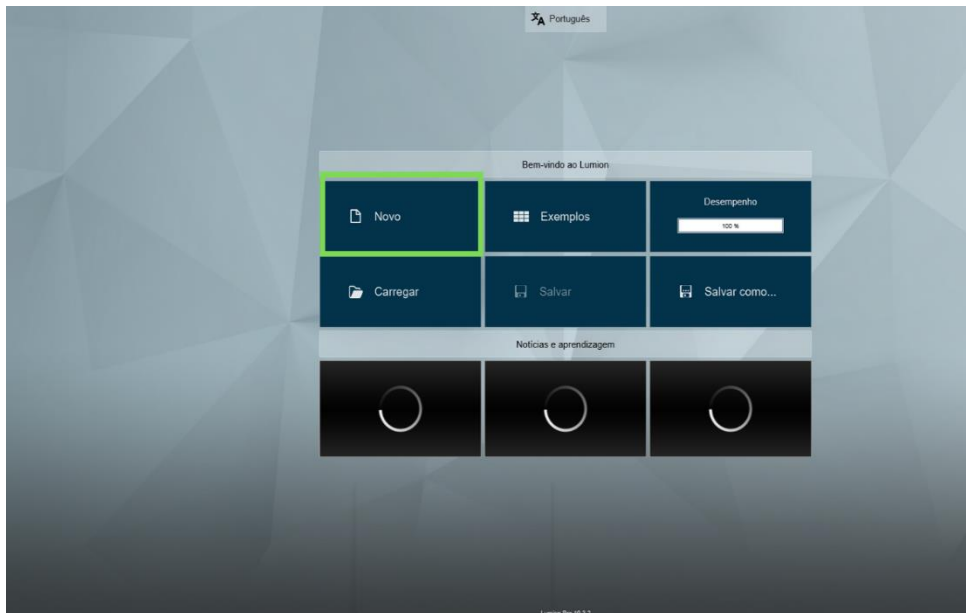 Português
Bem-vindo ao Lumion
Novo
Exemplos
Desempenho
100 %
Carregar
Salvar
Salvar como...
Notícias e aprendizagem